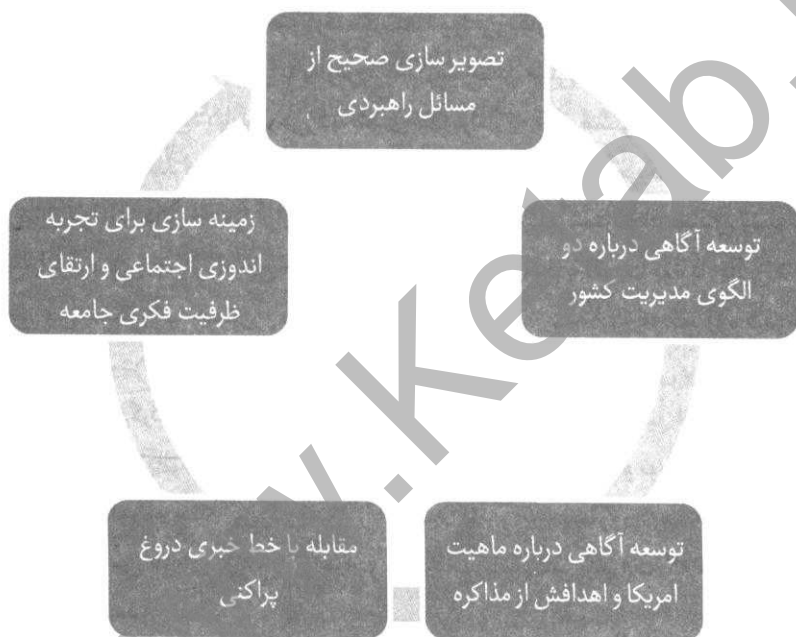 تصویر سازی صحیح از
مسائل راهبردی
توسعه آگاهی درباره دو
الگوی مدیریت کشور
توسعه آگاهی درباره ماهیت
امریکا و اهدافش از مذاکره
مقابله با خط خبری دروغ
پراکنی
زمینه سازی برای تجربه
اندوزی اجتماعی و ارتقای
ظرفیت فکری جامعه
v.Ketab.